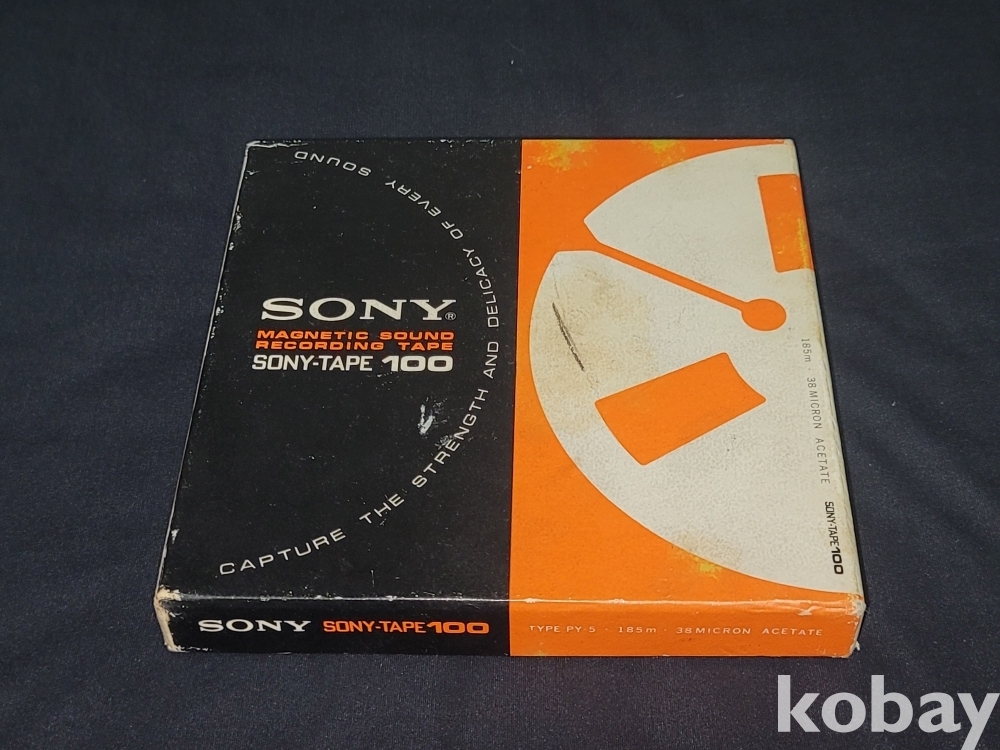 CAPTURE THE STRENGTH AND DELICACY OF EVERY SOUND
SONY®
MAGNETIC SOUND
RECORDING TAPE
SONY-TAPE 100
185m · 38 MICRON ACETATE SONY-TAPE 100
SONY SONY-TAPE 100
TYPE PY-5 · 185m · 38 MICRON ACETATE
kobay